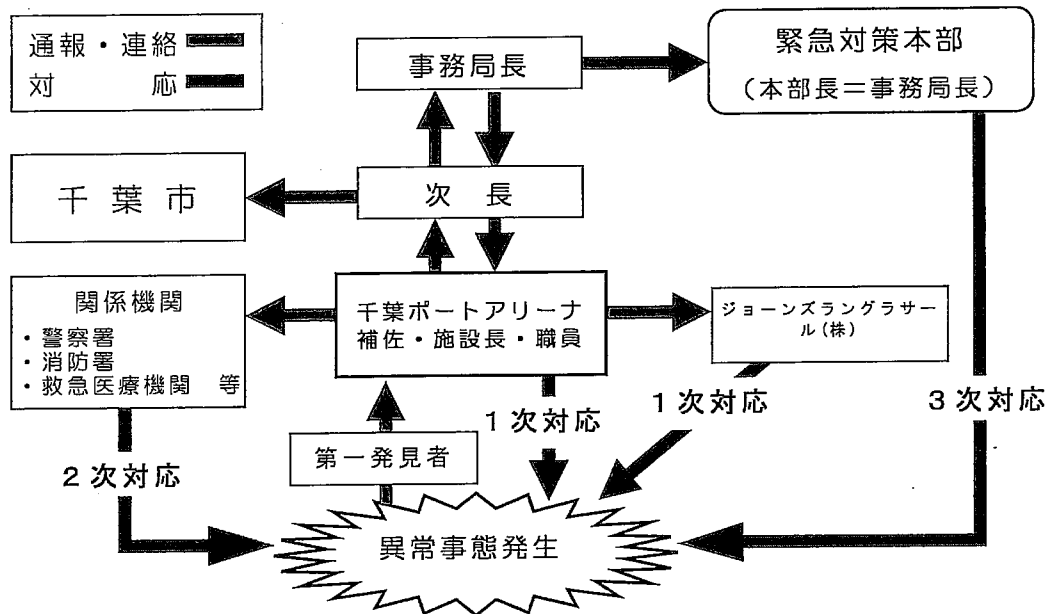 通報・連絡
対応
事務局長
緊急対策本部
（本部長＝事務局長）
千葉市
次長
関係機関
・警察署
・消防署
・救急医療機関 等
千葉ポートアリーナ
補佐・施設長・職員
ジョーンズラングラサー
ル(株)
1次対応
1次対応
3次対応
第一発見者
2次対応
異常事態発生